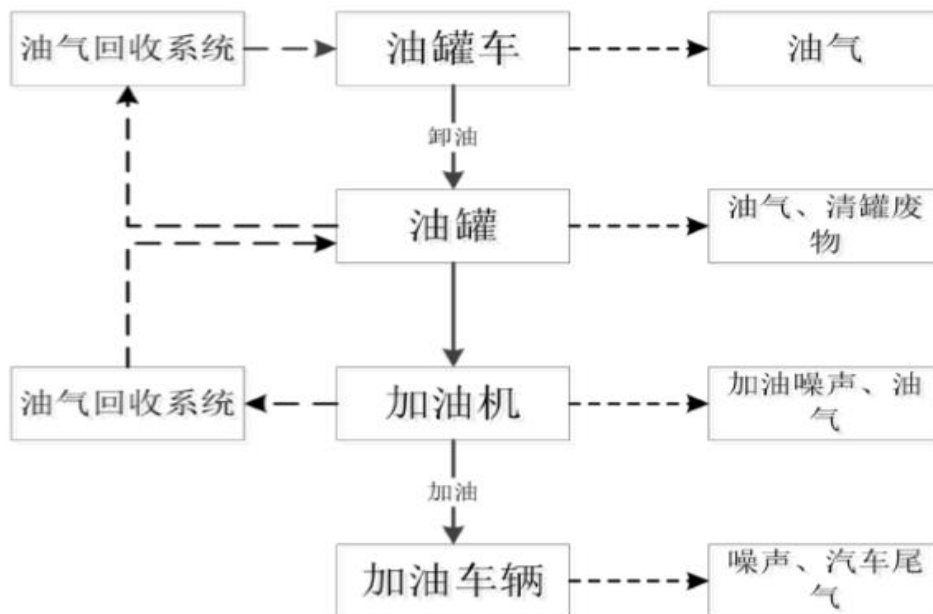 油气回收系统
油罐车
油气
卸油
油罐
油气、清罐废
物
油气回收系统
加油机
加油噪声、油
气
加油
加油车辆
噪声、汽车尾
气